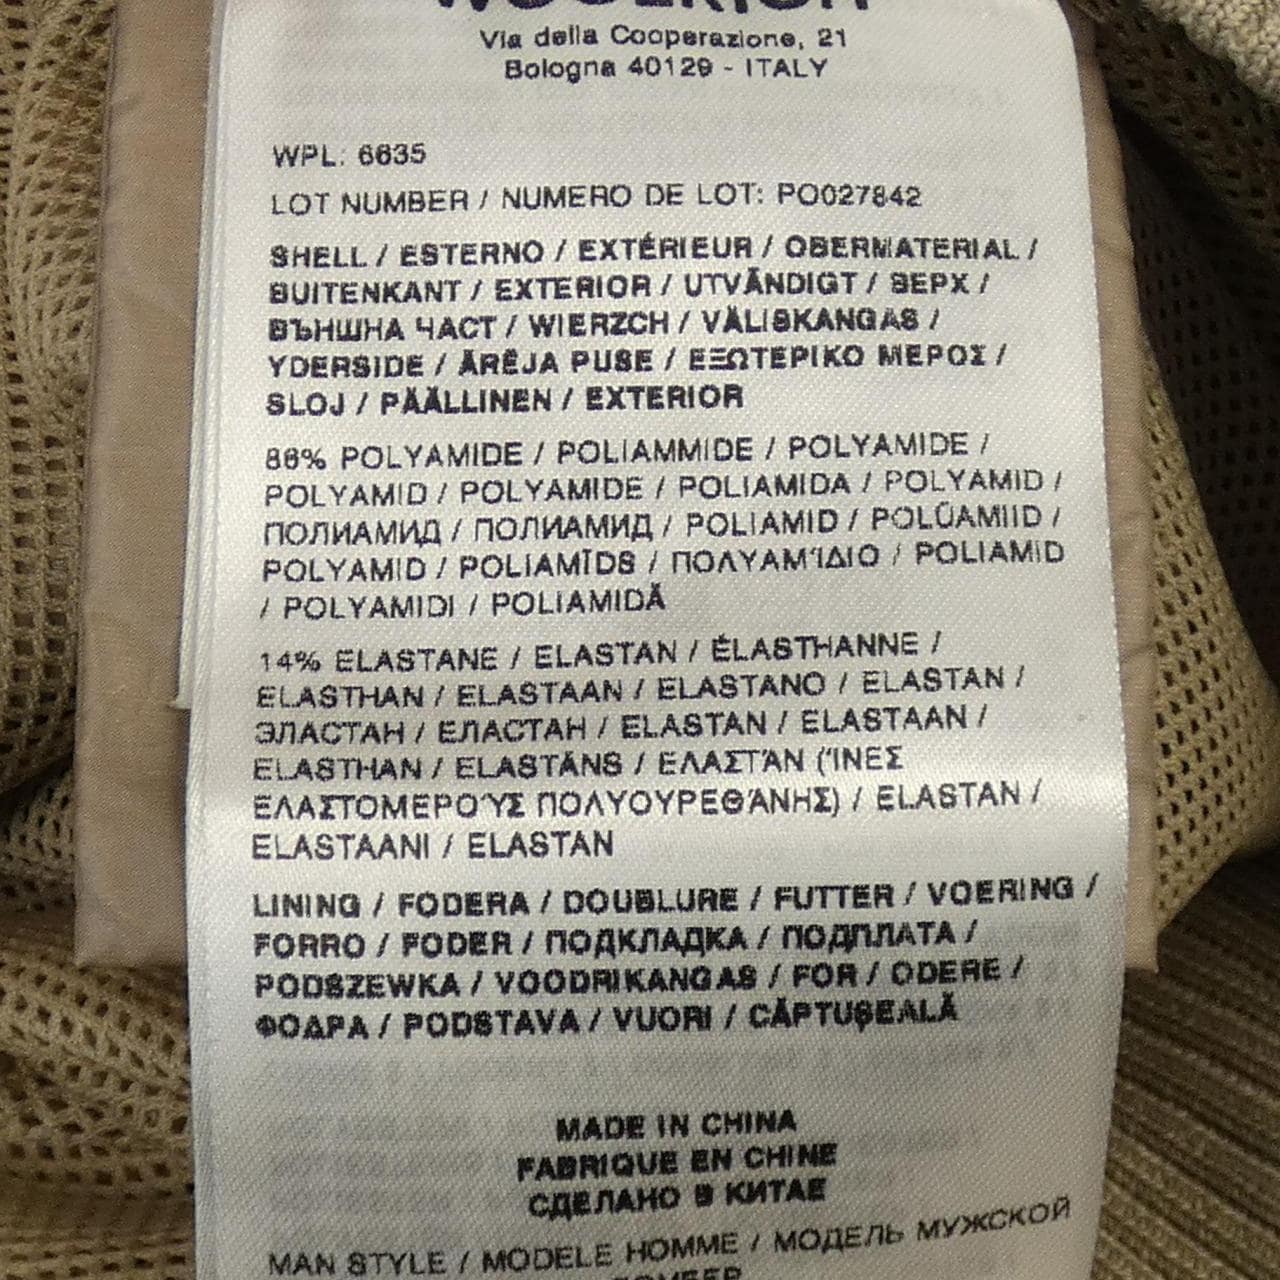 WOOLRICH
Via della Cooperazione, 21
Bologna 40129 - ITALY
WPL: 6635
LOT NUMBER / NUMERO DE LOT: PO027842
SHELL / ESTERNO / EXTÉRIEUR / OBERMATERIAL /
BUITENKANT / EXTERIOR / UTVÄNDIGT / ВЕРХ /
ВЪНШНА ЧАСТ / WIERZCH / VÄLISKANGAS /
YDERSIDE / ĀRĒJA PUSE / ΕΞΩΤΕΡΙΚΟ ΜΕΡΟΣ /
SLOJ / PÄÄLLINEN / EXTERIOR
86% POLYAMIDE / POLIAMMIDE / POLYAMIDE /
POLYAMID / POLYAMIDE / POLIAMIDA / POLYAMID /
ПОЛИАМИД / ПОЛИАМИД / POLIAMID / POLÜAMIID /
POLYAMID / POLIAMĪDS / ΠΟΛΥΑΜΊΔΙΟ / POLIAMID
/ POLYAMIDI / POLIAMIDĂ
14% ELASTANE / ELASTAN / ÉLASTHANNE /
ELASTHAN / ELASTAAN / ELASTANO / ELASTAN /
ЭЛАСТАН / ЕЛАСТАН / ELASTAN / ELASTAAN /
ELASTHAN / ELASTĀNS / ΕΛΑΣΤΆΝ (ΊΝΕΣ
ΕΛΑΣΤΟΜΕΡΟΎΣ ΠΟΛΥΟΥΡΕΘΆΝΗΣ) / ELASTAN /
ELASTAANI / ELASTAN
LINING / FODERA / DOUBLURE / FUTTER / VOERING /
FORRO / FODER / ПОДКЛАДКА / ПОДПЛАТА /
PODSZEWKA / VOODRIKANGAS / FOR / ODERE /
ΦΟΔΡΑ / PODSTAVA / VUORI / CĂPTUŞEALĂ
MADE IN CHINA
FABRIQUE EN CHINE
СДЕЛАНО В КИТАЕ
MAN STYLE / MODELE HOMME / МОДЕЛЬ МУЖСКОЙ